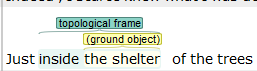 topological frame
(ground object)
Just inside the shelter of the trees